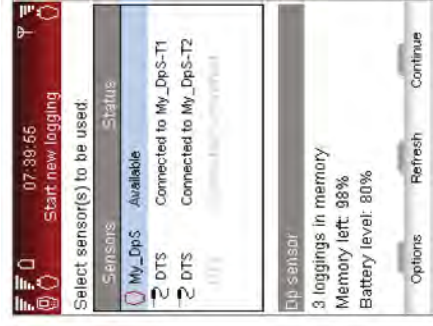 07:39:55
Start new logging
Select sensor(s) to be used:
Sensors Status
My_DpS Available
DTS Connected to My_DpS-T1
DTS Connected to My_DpS-T2
DTS
Dp sensor
3 loggings in memory
Memory left: 98%
Battery level: 80%
Options Refresh Continue